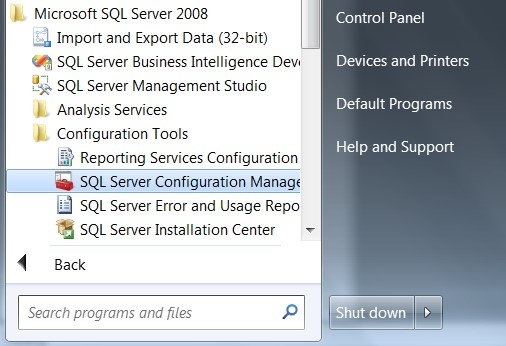 Microsoft SQL Server 2008
Import and Export Data (32-bit)
SQL Server Business Intelligence Deve
SQL Server Management Studio
Analysis Services
Configuration Tools
Reporting Services Configuration
SQL Server Configuration Manage
SQL Server Error and Usage Repo
SQL Server Installation Center
Back
Search programs and files
Control Panel
Devices and Printers
Default Programs
Help and Support
Shut down